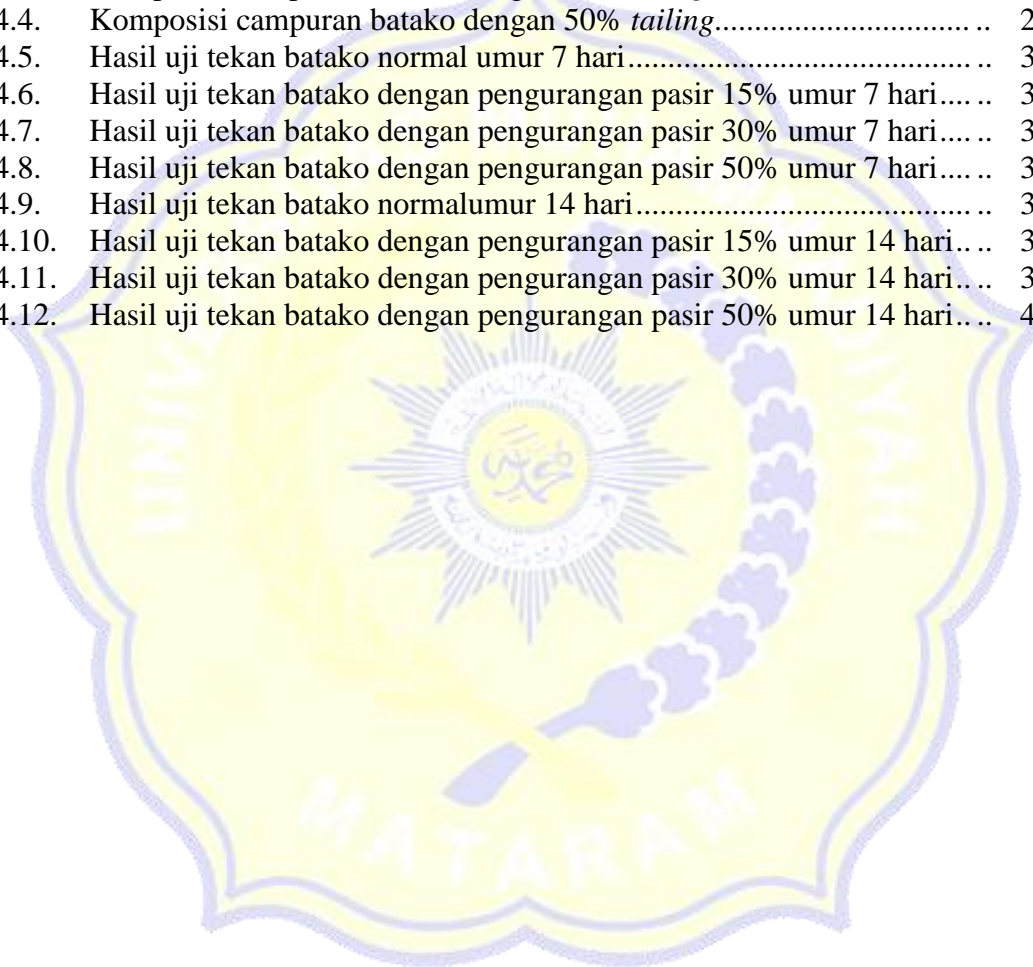 4.4. Komposisi campuran batako dengan 50% tailing................................ .. 2
4.5. Hasil uji tekan batako normal umur 7 hari........................................... .. 3
4.6. Hasil uji tekan batako dengan pengurangan pasir 15% umur 7 hari.... .. 3
4.7. Hasil uji tekan batako dengan pengurangan pasir 30% umur 7 hari.... .. 3
4.8. Hasil uji tekan batako dengan pengurangan pasir 50% umur 7 hari.... .. 3
4.9. Hasil uji tekan batako normalumur 14 hari.......................................... .. 3
4.10. Hasil uji tekan batako dengan pengurangan pasir 15% umur 14 hari.. .. 3
4.11. Hasil uji tekan batako dengan pengurangan pasir 30% umur 14 hari.. .. 3
4.12. Hasil uji tekan batako dengan pengurangan pasir 50% umur 14 hari.. .. 4
MATARAM